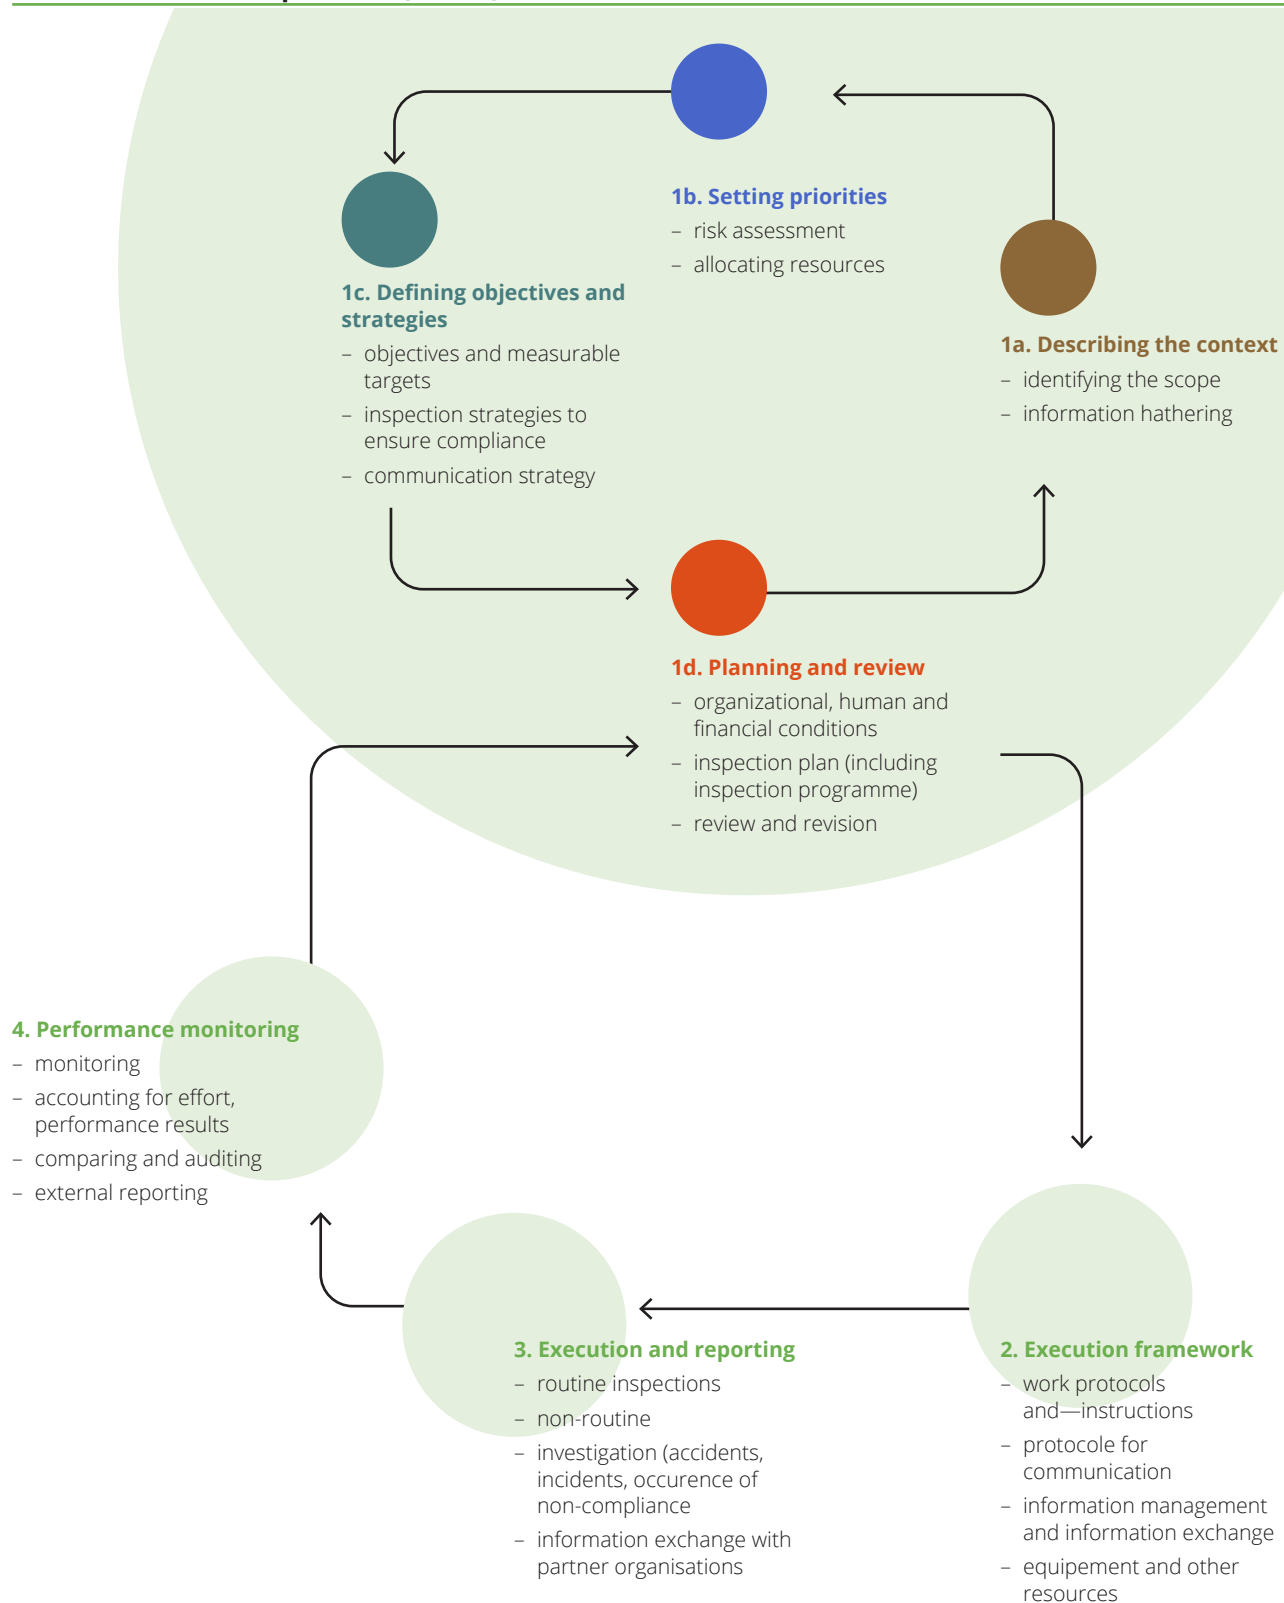 1b. Setting priorities
– risk assessment
– allocating resources
1c. Defining objectives and
strategies
– objectives and measurable
targets
– inspection strategies to
ensure compliance
– communication strategy
1a. Describing the context
– identifying the scope
– information hathering
1d. Planning and review
– organizational, human and
financial conditions
– inspection plan (including
inspection programme)
– review and revision
4. Performance monitoring
– monitoring
– accounting for effort,
performance results
– comparing and auditing
– external reporting
3. Execution and reporting
– routine inspections
– non-routine
– investigation (accidents,
incidents, occurence of
non-compliance
– information exchange with
partner organisations
2. Execution framework
– work protocols
and—instructions
– protocole for
communication
– information management
and information exchange
– equipement and other
resources